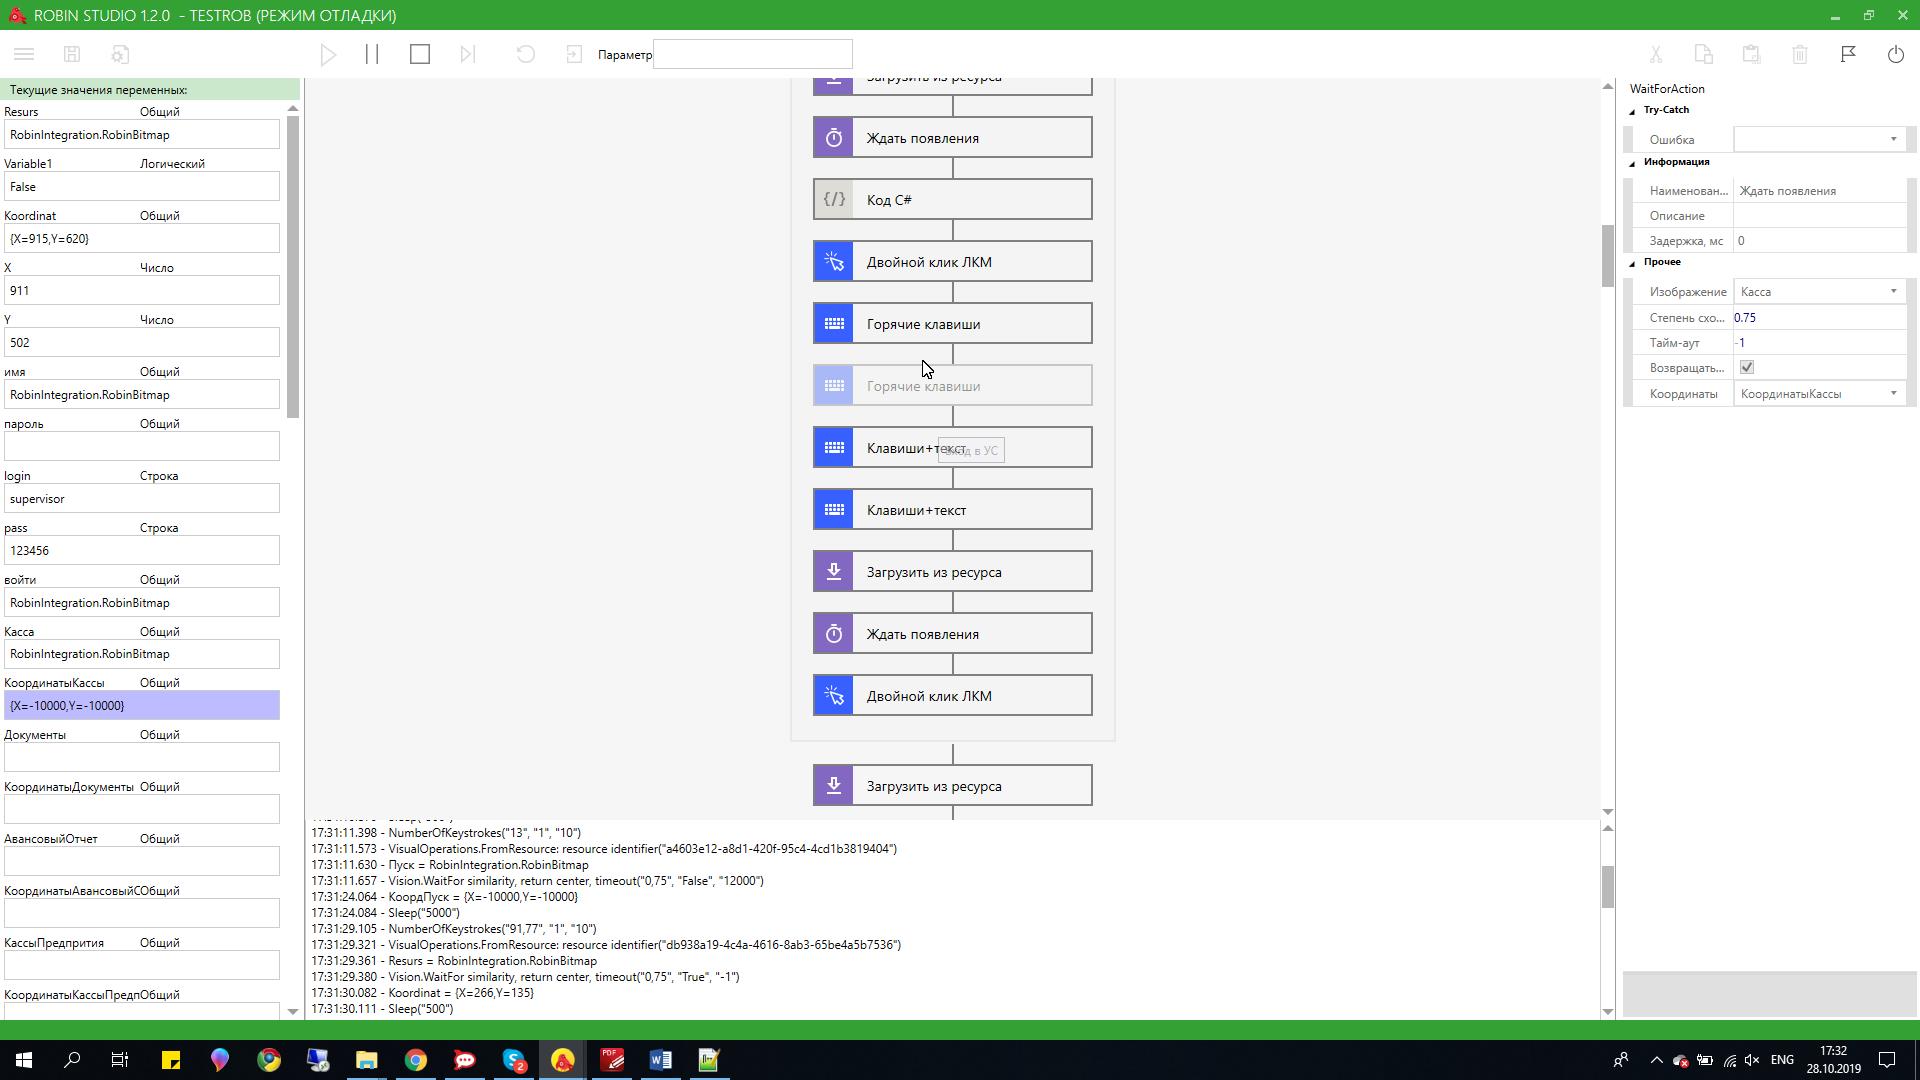 ROBIN STUDIO 1.2.0 - TESTROB (РЕЖИМ ОТЛАДКИ)
Параметр
Текущие значения переменных:
Resurs Общий
RobinIntegration.RobinBitmap
Variable1 Логический
False
Koordinat Общий
{X=915,Y=620}
X Число
911
Y Число
502
имя Общий
RobinIntegration.RobinBitmap
пароль Общий
login Строка
supervisor
pass Строка
123456
войти Общий
RobinIntegration.RobinBitmap
Касса Общий
RobinIntegration.RobinBitmap
КоординатыКассы Общий
{X=-10000,Y=-10000}
Документы Общий
КоординатыДокументы Общий
АвансовыйОтчет Общий
КоординатыАвансовыйС Общий
КассыПредпрития Общий
КоординатыКассыПредп Общий
Загрузить из ресурса
Ждать появления
Код C#
Двойной клик ЛКМ
Горячие клавиши
Горячие клавиши
Клавиши+текст
Вход в УС
Клавиши+текст
Загрузить из ресурса
Ждать появления
Двойной клик ЛКМ
Загрузить из ресурса
17:31:11.398 - NumberOfKeystrokes("13", "1", "10")
17:31:11.573 - VisualOperations.FromResource: resource identifier("a4603e12-a8d1-420f-95c4-4cd1b3819404")
17:31:11.630 - Пуск = RobinIntegration.RobinBitmap
17:31:11.657 - Vision.WaitFor similarity, return center, timeout("0,75", "False", "12000")
17:31:24.064 - КоордПуск = {X=-10000,Y=-10000}
17:31:24.084 - Sleep("5000")
17:31:29.105 - NumberOfKeystrokes("91,77", "1", "10")
17:31:29.321 - VisualOperations.FromResource: resource identifier("db938a19-4c4a-4616-8ab3-65be4a5b7536")
17:31:29.361 - Resurs = RobinIntegration.RobinBitmap
17:31:29.380 - Vision.WaitFor similarity, return center, timeout("0,75", "True", "-1")
17:31:30.082 - Koordinat = {X=266,Y=135}
17:31:30.111 - Sleep("500")
WaitForAction
Try-Catch
Ошибка
Информация
Наименован... Ждать появления
Описание
Задержка, мс 0
Прочее
Изображение Касса
Степень схо... 0.75
Тайм-аут -1
Возвращать...
Координаты КоординатыКассы
PDF
2
ENG
17:32
28.10.2019